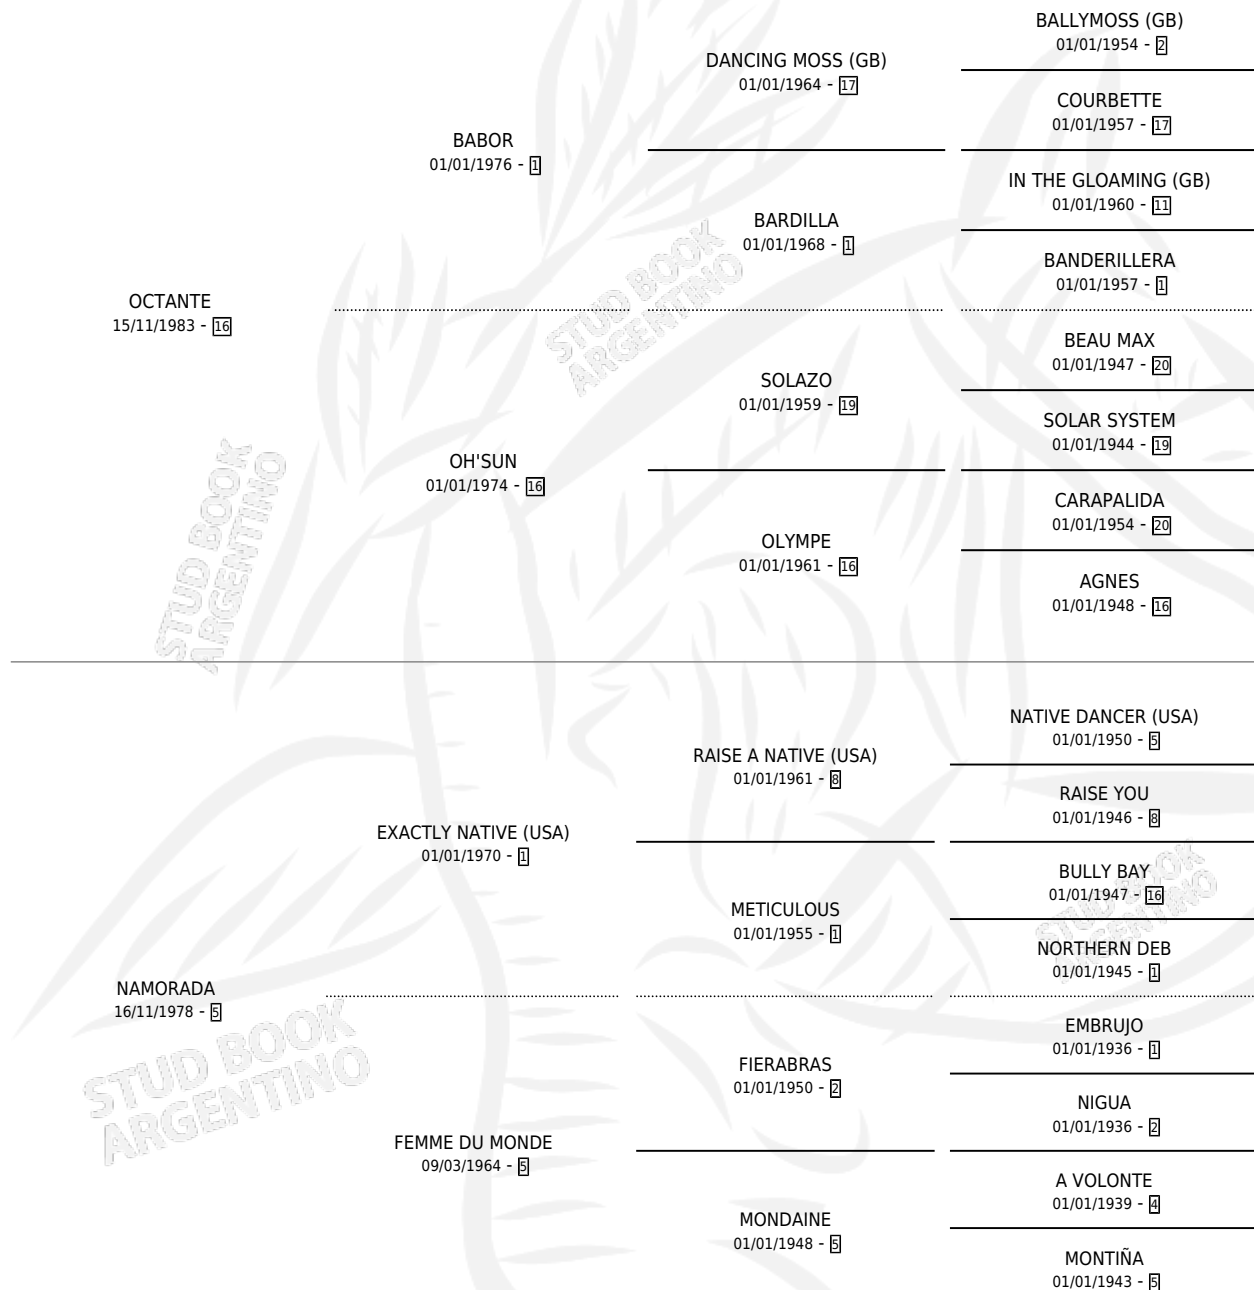 BALLYMOSS (GB)
01/01/1954 - 2
DANCING MOSS (GB)
01/01/1964 - 17
COURBETTE
01/01/1957 - 17
BABOR
01/01/1976 - 1
IN THE GLOAMING (GB)
01/01/1960 - 11
BARDILLA
01/01/1968 - 1
BANDERILLERA
01/01/1957 - 1
OCTANTE
15/11/1983 - 16
BEAU MAX
01/01/1947 - 20
SOLAZO
01/01/1959 - 19
SOLAR SYSTEM
01/01/1944 - 19
OH'SUN
01/01/1974 - 16
CARAPALIDA
01/01/1954 - 20
OLYMPE
01/01/1961 - 16
AGNES
01/01/1948 - 16
STUD BOOK
ARGENTINO
STUD BOOK
ARGENTINO
NATIVE DANCER (USA)
01/01/1950 - 5
RAISE A NATIVE (USA)
01/01/1961 - 8
RAISE YOU
01/01/1946 - 8
EXACTLY NATIVE (USA)
01/01/1970 - 1
BULLY BAY
01/01/1947 - 16
METICULOUS
01/01/1955 - 1
NORTHERN DEB
01/01/1945 - 1
STUD BOOK
ARGENTINO
NAMORADA
16/11/1978 - 5
EMBRUJO
01/01/1936 - 1
FIERABRAS
01/01/1950 - 2
NIGUA
01/01/1936 - 2
FEMME DU MONDE
09/03/1964 - 5
A VOLONTE
01/01/1939 - 4
MONDAINE
01/01/1948 - 5
MONTIÑA
01/01/1943 - 5
STUD BOOK
ARGENTINO